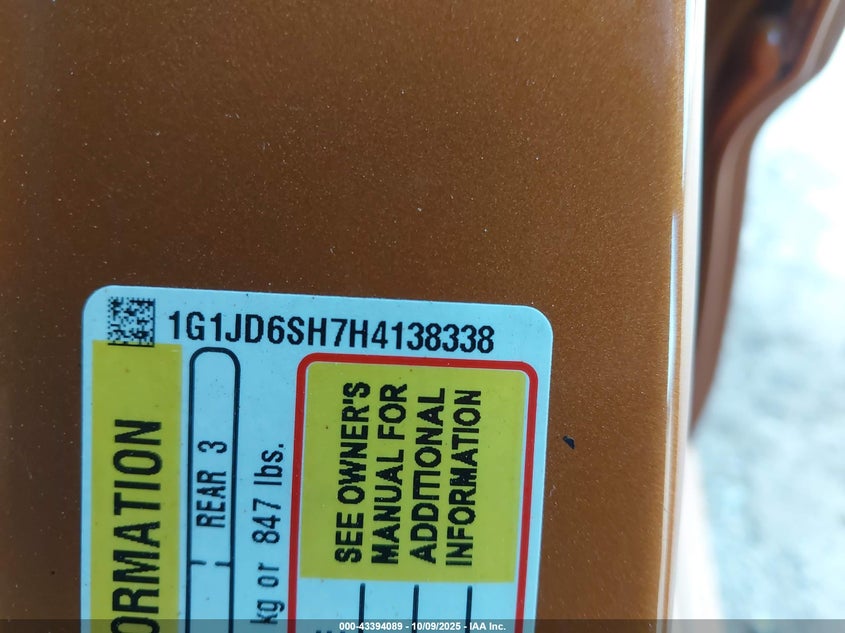 1G1JD6SH7H4138338
REAR 3
kg or 847 lbs.
SEE OWNER'S
MANUAL FOR
ADDITIONAL
INFORMATION
000-43394089 - 10/09/2025 - IAA Inc.